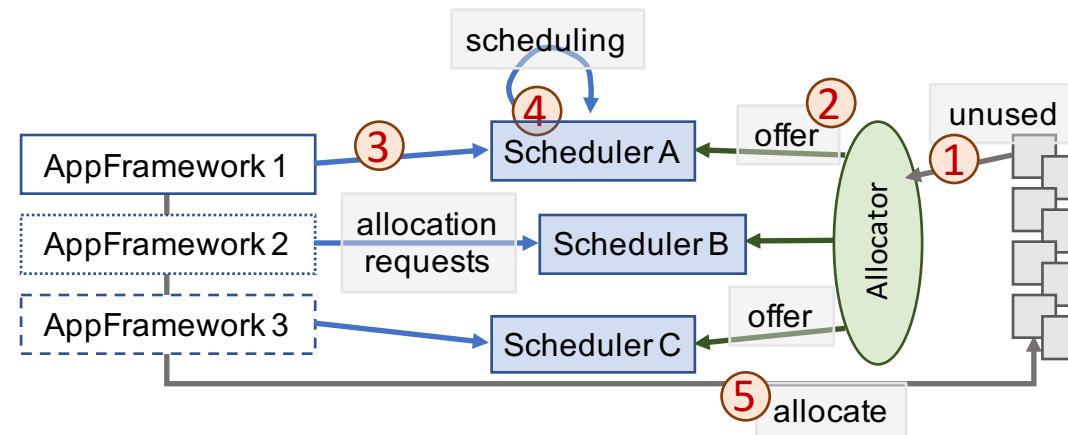 scheduling
4
2
unused
offer
1
3
AppFramework 1
Scheduler A
AppFramework 2
allocation
requests
Scheduler B
Allocator
AppFramework 3
offer
Scheduler C
5
allocate